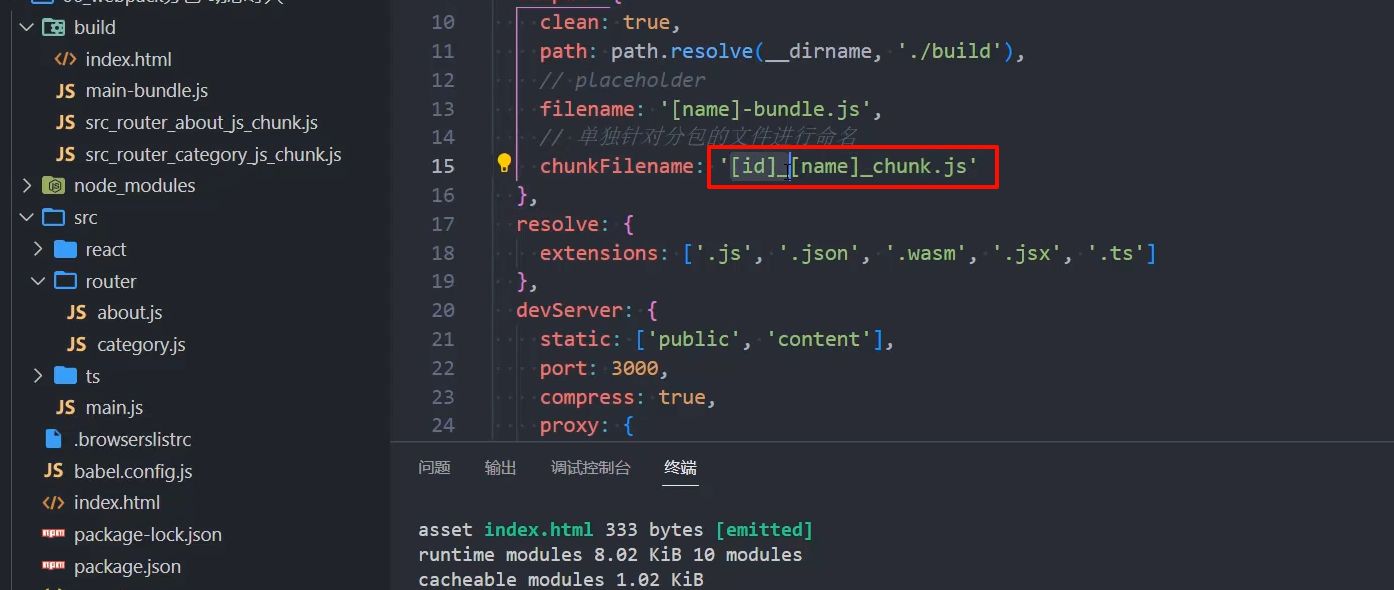 build
index.html
main-bundle.js
src_router_about_js_chunk.js
src_router_category_js_chunk.js
node_modules
src
react
router
about.js
category.js
ts
main.js
.browserslistrc
babel.config.js
index.html
package-lock.json
package.json
10 clean: true,
11 path: path.resolve(__dirname, './build'),
12 // placeholder
13 filename: '[name]-bundle.js',
14 // 单独针对分包的文件进行命名
15 chunkFilename: '[id]_[name]_chunk.js'
16 },
17 resolve: {
18 extensions: ['.js', '.json', '.wasm', '.jsx', '.ts']
19 },
20 devServer: {
21 static: ['public', 'content'],
22 port: 3000,
23 compress: true,
24 proxy: {
问题 输出 调试控制台 终端
asset index.html 333 bytes [emitted]
runtime modules 8.02 KiB 10 modules
cacheable modules 1.02 KiB